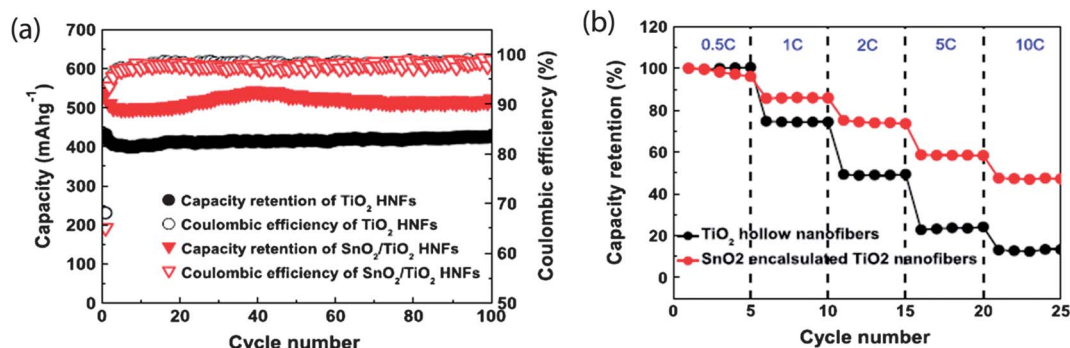 (a)
700
600
500
400
300
200
100
0
Capacity (mAhg-1)
0
20
40
60
80
100
Cycle number
100
90
80
70
60
50
Coulombic efficiency (%)
Capacity retention of TiO2 HNFs
Coulombic efficiency of TiO2 HNFs
Capacity retention of SnO2/TiO2 HNFs
Coulombic efficiency of SnO2/TiO2 HNFs
(b)
120
100
80
60
40
20
0
Capacity retention (%)
0.5C
1C
2C
5C
10C
TiO2 hollow nanofibers
SnO2 encalsulated TiO2 nanofibers
0
5
10
15
20
25
Cycle number